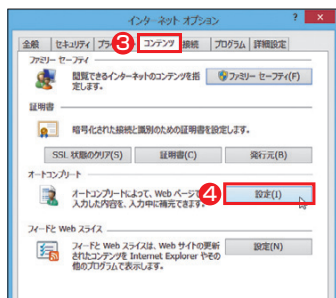 インターネット オプション
?
×
全般 セキュリティ プライ ③ コンテンツ 接続 プログラム 詳細設定
ファミリー セーフティ
閲覧できるインターネットのコンテンツを指
定します。
ファミリー セーフティ(F)
証明書
暗号化された接続と識別のための証明書を設定します。
SSL 状態のクリア(S) 証明書(C) 発行元(B)
オートコンプリート
オートコンプリートによって、Web ページで
入力した内容を、入力中に補完できます。
④ 設定(I)
フィードと Web スライス
フィードと Web スライスは、Web サイトの更新
されたコンテンツを Internet Explorer やその
他のプログラムで表示します。
設定(N)